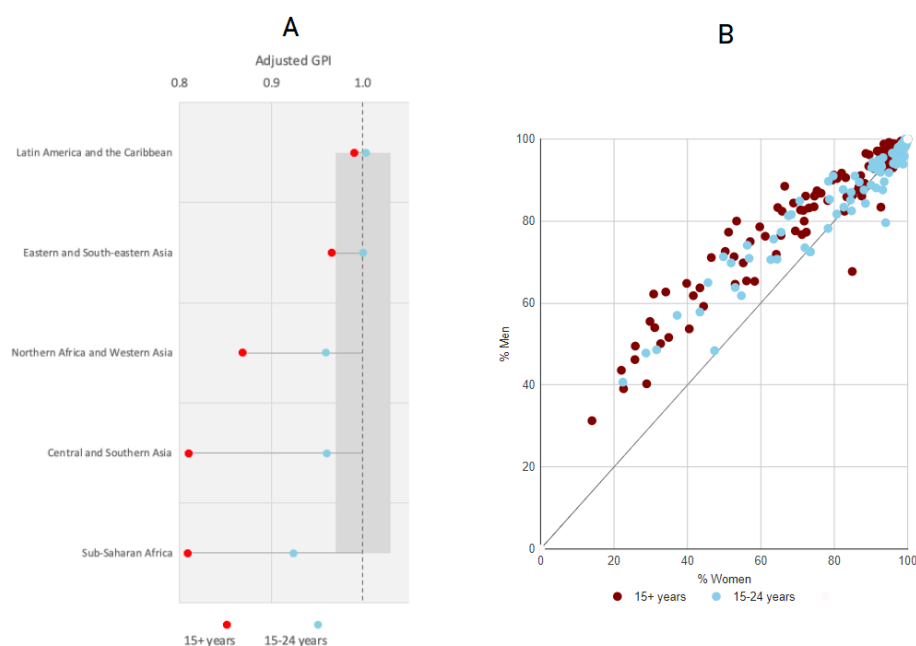 A
Adjusted GPI
0.8 0.9 1.0
Latin America and the Caribbean
Eastern and South-eastern Asia
Northern Africa and Western Asia
Central and Southern Asia
Sub-Saharan Africa
15+ years 15-24 years
B
% Men
100
80
60
40
20
0
0 20 40 60 80 100
% Women
15+ years 15-24 years